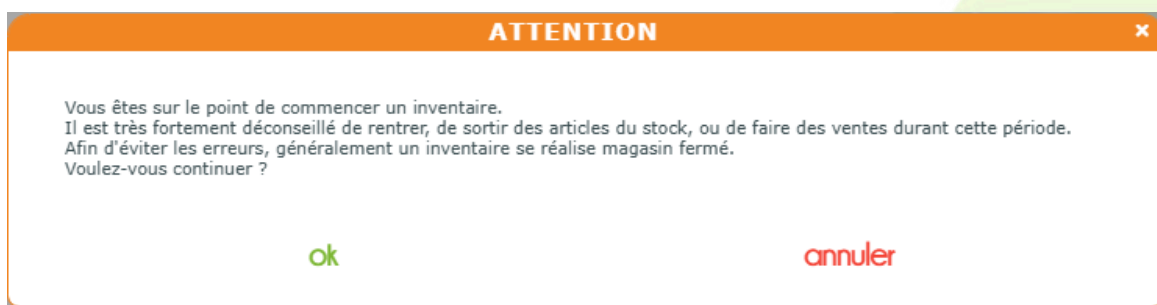 ATTENTION
×
Vous êtes sur le point de commencer un inventaire.
Il est très fortement déconseillé de rentrer, de sortir des articles du stock, ou de faire des ventes durant cette période.
Afin d'éviter les erreurs, généralement un inventaire se réalise magasin fermé.
Voulez-vous continuer ?
ok
annuler